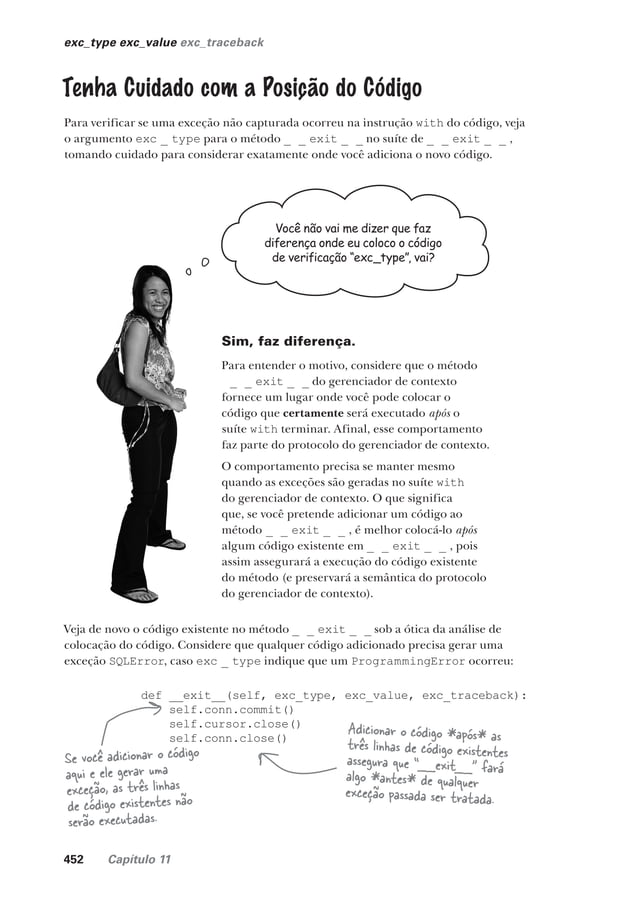 exc_type exc_value exc_traceback
Tenha Cuidado com a Posição do Código
Para verificar se uma exceção não capturada ocorreu na instrução with do código, veja
o argumento exc _ type para o método _ _ exit _ _ no suíte de _ _ exit _ _ ,
tomando cuidado para considerar exatamente onde você adiciona o novo código.
Você não vai me dizer que faz
diferença onde eu coloco o código
de verificação “exc_type”, vai?
Sim, faz diferença.
Para entender o motivo, considere que o método
_ _ exit _ _ do gerenciador de contexto
fornece um lugar onde você pode colocar o
código que certamente será executado após o
suíte with terminar. Afinal, esse comportamento
faz parte do protocolo do gerenciador de contexto.
O comportamento precisa se manter mesmo
quando as exceções são geradas no suíte with
do gerenciador de contexto. O que significa
que, se você pretende adicionar um código ao
método _ _ exit _ _ , é melhor colocá-lo após
algum código existente em _ _ exit _ _ , pois
assim assegurará a execução do código existente
do método (e preservará a semântica do protocolo
do gerenciador de contexto).
Veja de novo o código existente no método _ _ exit _ _ sob a ótica da análise de
colocação do código. Considere que qualquer código adicionado precisa gerar uma
exceção SQLError, caso exc _ type indique que um ProgrammingError ocorreu:
def __exit__(self, exc_type, exc_value, exc_traceback):
self.conn.commit()
self.cursor.close()
self.conn.close()
Se você adicionar o código
aqui e ele gerar uma
exceção, as três linhas
de código existentes não
serão executadas.
Adicionar o código *após* as
três linhas de código existentes
assegura que “__exit__” fará
algo *antes* de qualquer
exceção passada ser tratada.
452 Capítulo 11